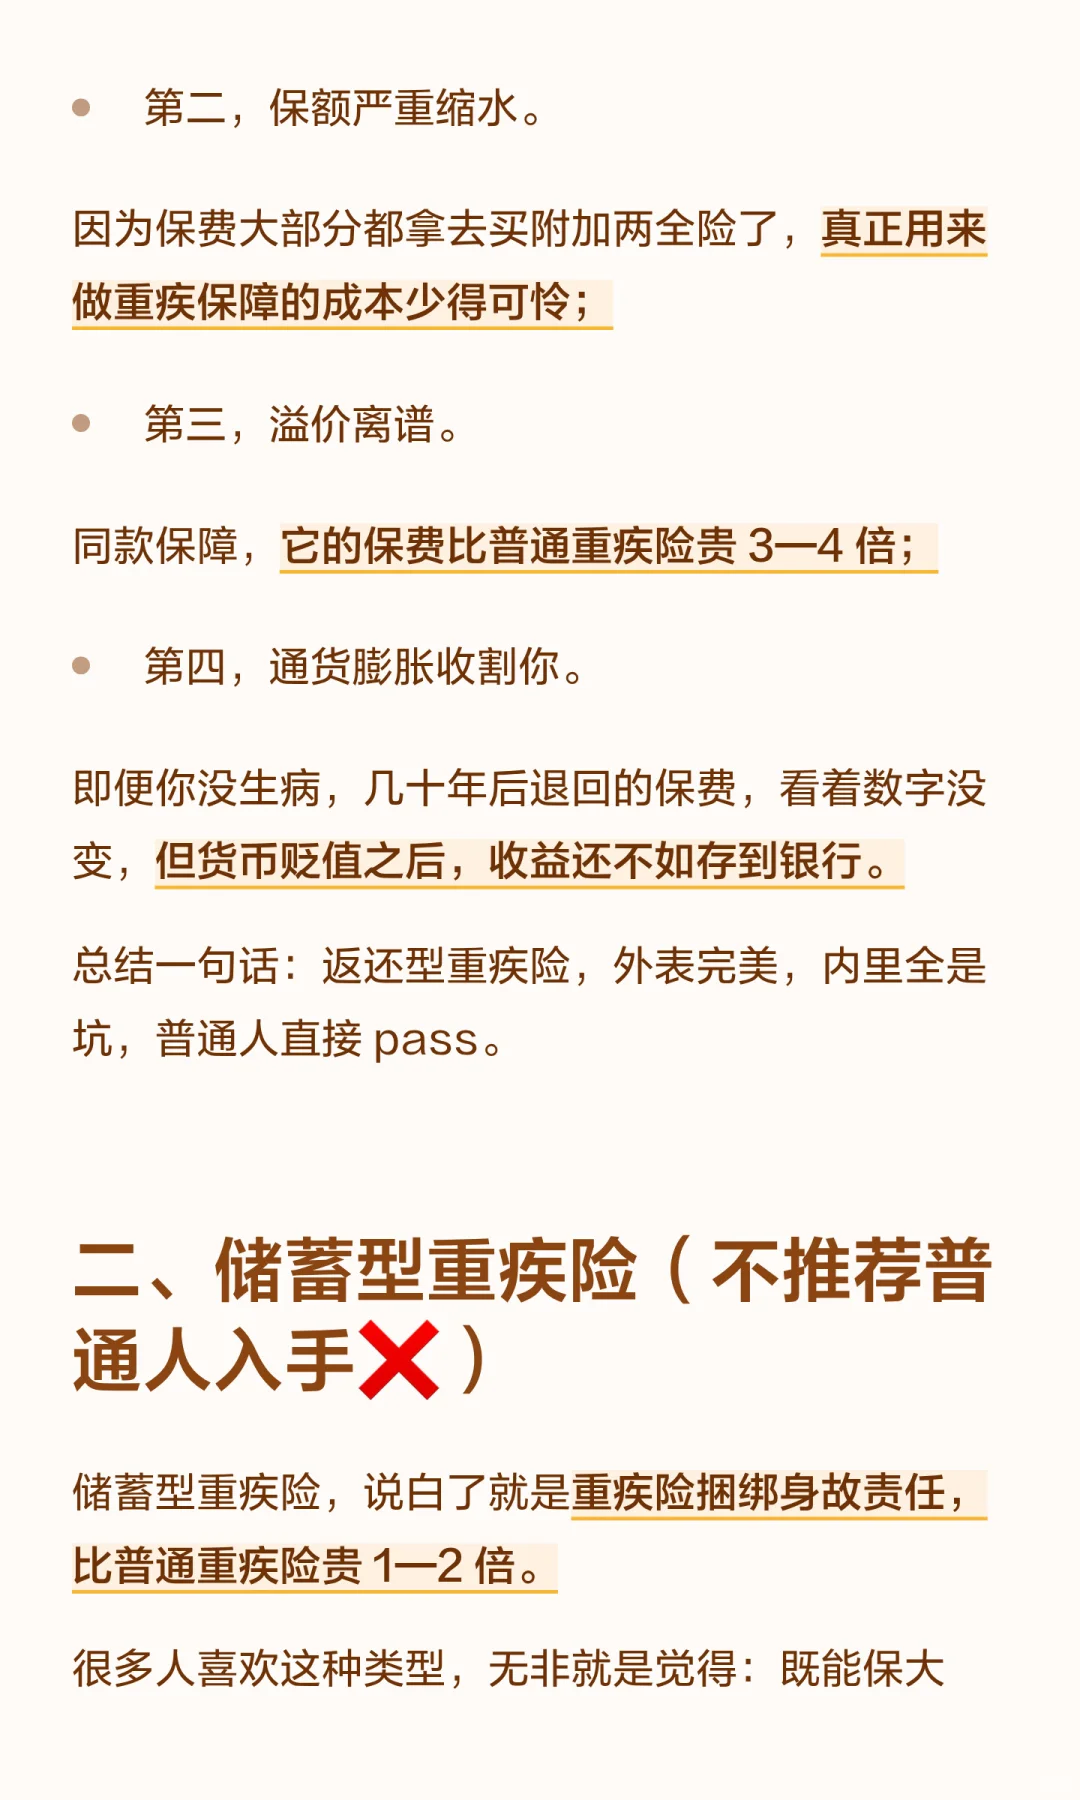 第二，保额严重缩水。
因为保费大部分都拿去买附加两全险了，真正用来
做重疾保障的成本少得可怜；
第三，溢价离谱。
同款保障，它的保费比普通重疾险贵 3—4 倍；
第四，通货膨胀收割你。
即便你没生病，几十年后退回的保费，看着数字没
变，但货币贬值之后，收益还不如存到银行。
总结一句话：返还型重疾险，外表完美，内里全是
坑，普通人直接 pass。
二、储蓄型重疾险（不推荐普
通人入手❌）
储蓄型重疾险，说白了就是重疾险捆绑身故责任，
比普通重疾险贵 1—2 倍。
很多人喜欢这种类型，无非就是觉得：既能保大